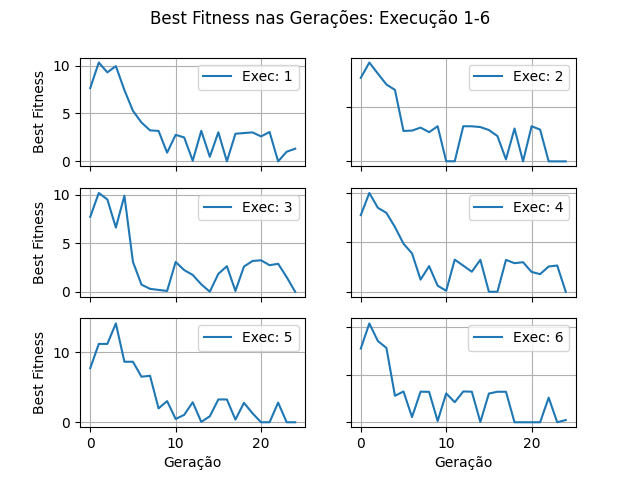 Best Fitness nas Gerações: Execução 1-6
10
5
0
Best Fitness
Exec: 1
Exec: 2
10
5
0
Best Fitness
Exec: 3
Exec: 4
10
0
Best Fitness
Exec: 5
Exec: 6
0 10 20
0 10 20
Geração
Geração